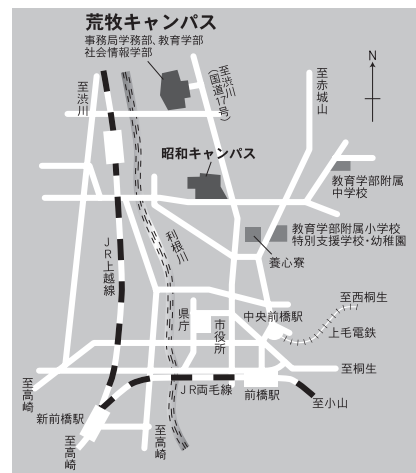 荒牧キャンパス
事務局学務部、教育学部
社会情報学部
至渋川
至渋川
(国道17号)
至赤城山
N
昭和キャンパス
教育学部附属
中学校
利根川
教育学部附属小学校
特別支援学校・幼稚園
養心寮
JR上越線
県庁
市役所
中央前橋駅
至西桐生
上毛電鉄
至桐生
至高崎
JR両毛線
前橋駅
至小山
新前橋駅
至高崎
至高崎